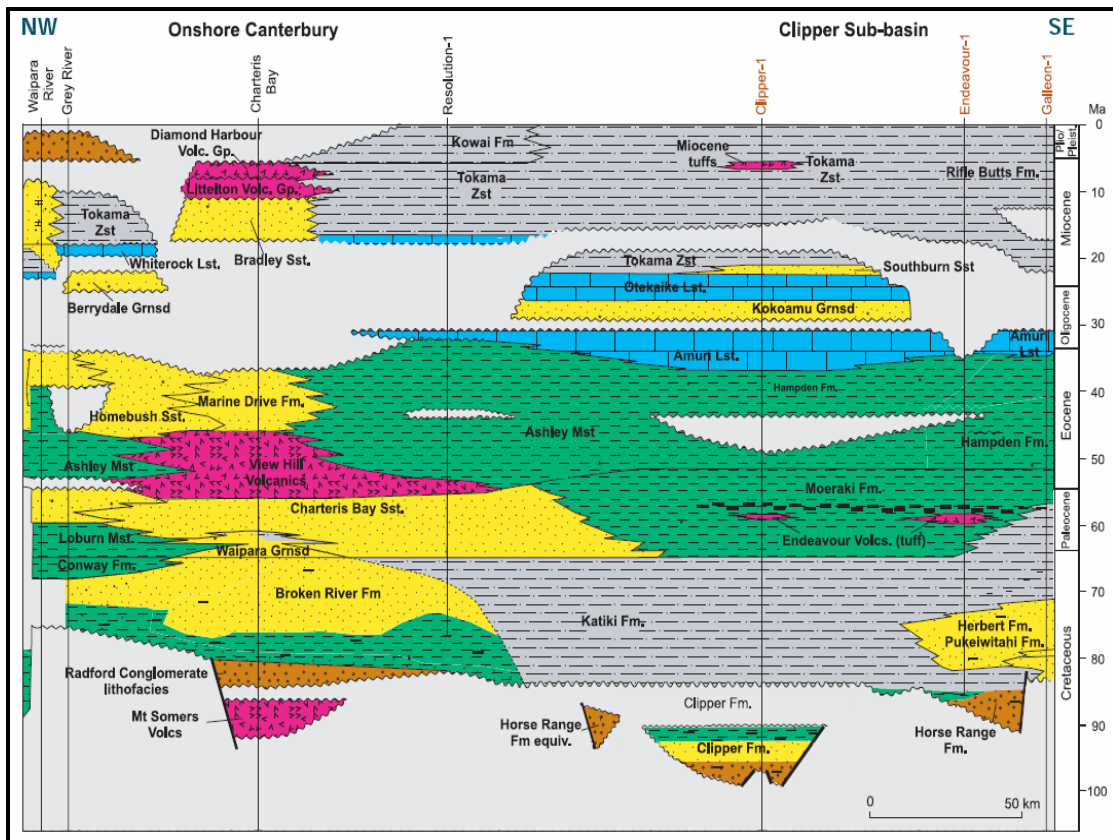 NW
Onshore Canterbury
Clipper Sub-basin
SE
Waipara
River
Grey River
Charteris
Bay
Resolution-1
Clipper-1
Endeavour-1
Galleon-1
Ma
0
Plio/
Pleist.
Diamond Harbour
Volc. Gp.
Kowai Fm
Miocene
tuffs
Tokama
Zst
Littelton Volc. Gp.
Tokama
Zst
Rifle Butts Fm.
10
Miocene
Tokama
Zst
Whiterock Lst.
Bradley Sst.
20
Tokama Zst
Southburn Sst
Otekaike Lst.
Berrydale Grnsd
Kokoamu Grnsd
30
Oligocene
Amuri Lst.
Amuri
Lst
Hampden Fm.
40
Marine Drive Fm.
Homebush Sst.
Ashley Mst
Hampden Fm.
Eocene
Ashley Mst
View Hill
Volcanics
50
Moeraki Fm.
Charteris Bay Sst.
Paleocene
Loburn Mst.
Endeavour Volcs. (tuff)
60
Waipara Grnsd
Conway Fm.
Broken River Fm
70
Katiki Fm.
Herbert Fm.
Pukeiwitahi Fm.
Radford Conglomerate
lithofacies
80
Cretaceous
Mt Somers
Volcs
Clipper Fm.
Horse Range
Fm equiv.
Horse Range
Fm.
90
Clipper Fm.
0
50 km
100